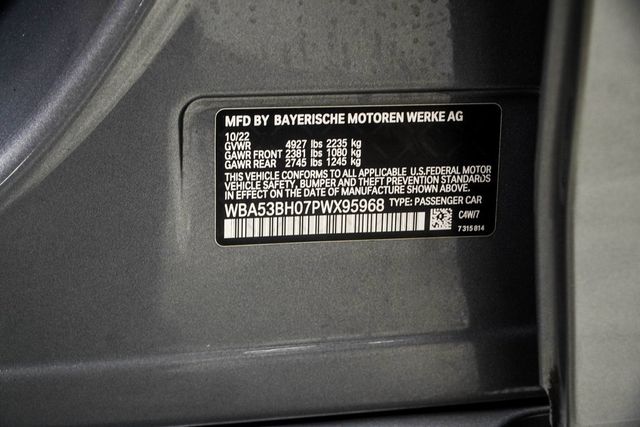 MFD BY BAYERISCHE MOTOREN WERKE AG
10/22
GVWR 4927 lbs 2235 kg
GAWR FRONT 2381 lbs 1080 kg
GAWR REAR 2745 lbs 1245 kg
THIS VEHICLE CONFORMS TO ALL APPLICABLE U.S.FEDERAL MOTOR
VEHICLE SAFETY, BUMPER, AND THEFT PREVENTION STANDARDS
IN EFFECT ON THE DATE OF MANUFACTURE SHOWN ABOVE.
WBA53BH07PWX95968 TYPE: PASSENGER CAR
C4W/7
7 315 814